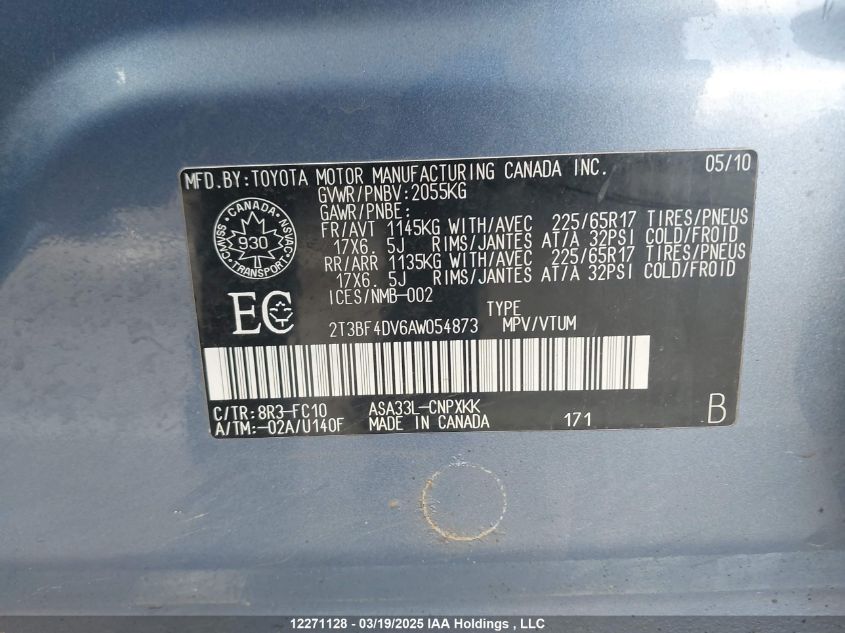 MFD.BY:TOYOTA MOTOR MANUFACTURING CANADA INC. 05/10
GVWR/PNBV:2055KG
GAWR/PNBE:
FR/AVT 1145KG WITH/AVEC 225/65R17 TIRES/PNEUS
17X6.5J RIMS/JANTES AT/A 32PSI COLD/FROID
RR/ARR 1135KG WITH/AVEC 225/65R17 TIRES/PNEUS
17X6.5J RIMS/JANTES AT/A 32PSI COLD/FROID
ICES/NMB-002
CANADA
CMVSS 930 NSVAC
TRANSPORT
EC
TYPE
2T3BF4DV6AW054873 MPV/VTUM
C/TR:8R3-FC10 ASA33L-CNPXKK
A/TM:-02A/U140F MADE IN CANADA 171 B
12271128 - 03/19/2025 IAA Holdings , LLC